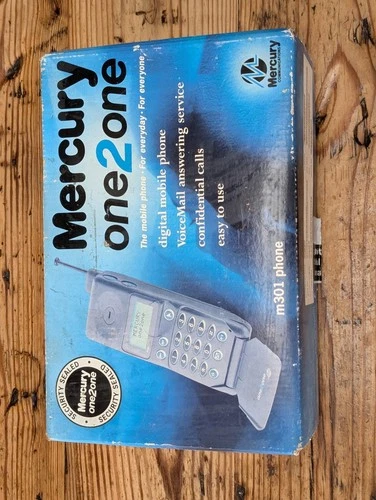 Mercury
one2one
The mobile phone · For everyday · For everyone
digital mobile phone
VoiceMail answering service
confidential calls
easy to use
Mercury
m301 phone
SECURITY SEALED
Mercury
one2one
SECURITY SEALED